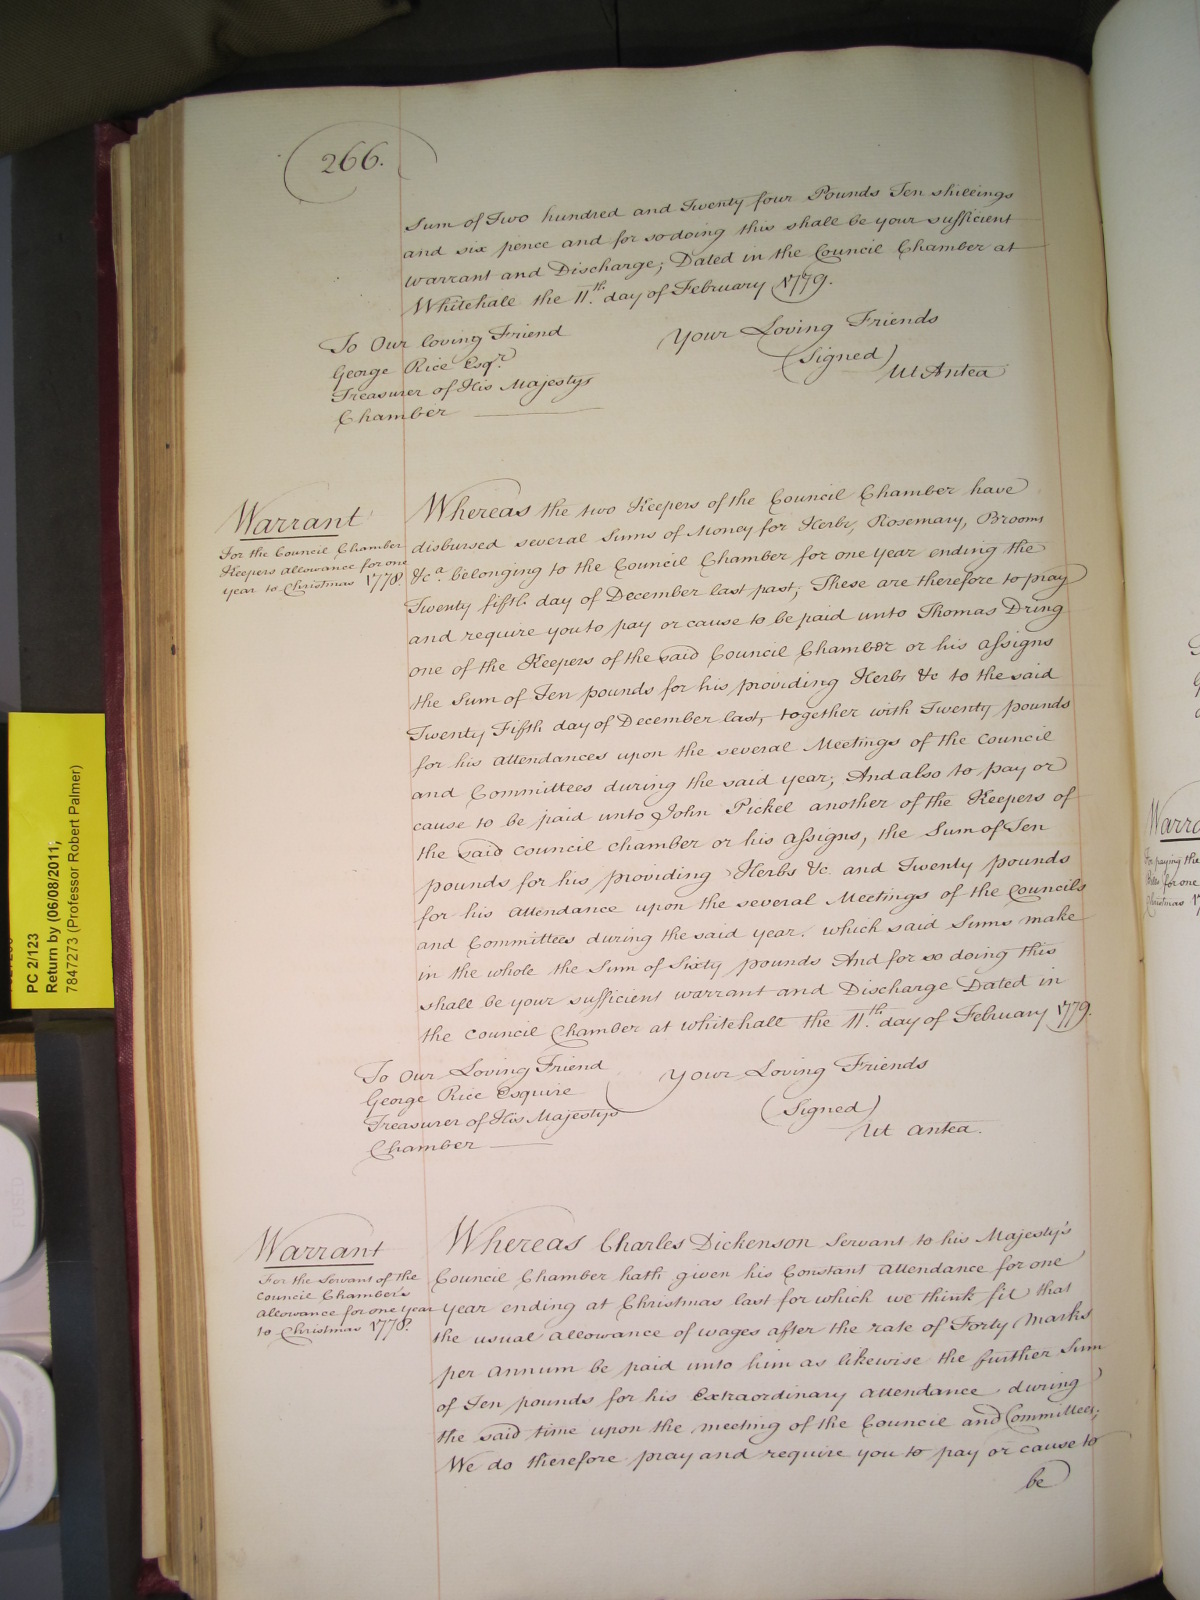 266.
Sum of Two hundred and Twenty four Pounds Ten shillings
and six pence and for so doing this shall be your sufficient
warrant and Discharge; Dated in the Council Chamber at
Whitehall the 11th. day of February 1779.
To Our loving Friend
George Rice Esqr.
Treasurer of His Majestys
Chamber
Your Loving Friends
(Signed)
Wt Antea
Warrant
For the Council Chamber
Keepers allowance for one
year to Christmas 1778.
Whereas the two Keepers of the Council Chamber have
disbursed several Sums of Money for Herbs, Rosemary, Brooms
&ca. belonging to the Council Chamber for one year ending the
Twenty fifth day of December last past; These are therefore to pray
and require you to pay or cause to be paid unto Thomas Dring
one of the Keepers of the said Council Chamber or his assigns
the Sum of Ten pounds for his providing Herbs &c to the said
Twenty Fifth day of December last, together with Twenty pounds
for his attendances upon the several Meetings of the Council
and Committees during the said year; And also to pay or
cause to be paid unto John Pickel another of the Keepers of
the said Council chamber or his assigns, the Sum of Ten
pounds for his providing Herbs &c. and Twenty pounds
for his attendance upon the several Meetings of the Councils
and Committees during the said year. which said Sums make
in the whole the Sum of Sixty pounds And for so doing this
shall be your sufficient warrant and Discharge Dated in
the Council Chamber at Whitehall the 11th. day of February 1779.
To Our Loving Friend
George Rice Esquire
Treasurer of His Majestys
Chamber
Your Loving Friends
(Signed)
Wt antea.
Warrant
For the Servant of the
Council Chamber's
allowance for one year
to Christmas 1778.
Whereas Charles Dickenson Servant to his Majesty's
Council Chamber hath given his Constant attendance for one
year ending at Christmas last for which we think fit that
the usual allowance of wages after the rate of Forty Marks
per annum be paid unto him as likewise the further Sum
of Ten pounds for his Extraordinary attendance during
the said time upon the meeting of the Council and Committees;
We do therefore pray and require you to pay or cause to
be
PC 2/123
Return by (06/08/2011;
7847273 (Professor Robert Palmer)
for one